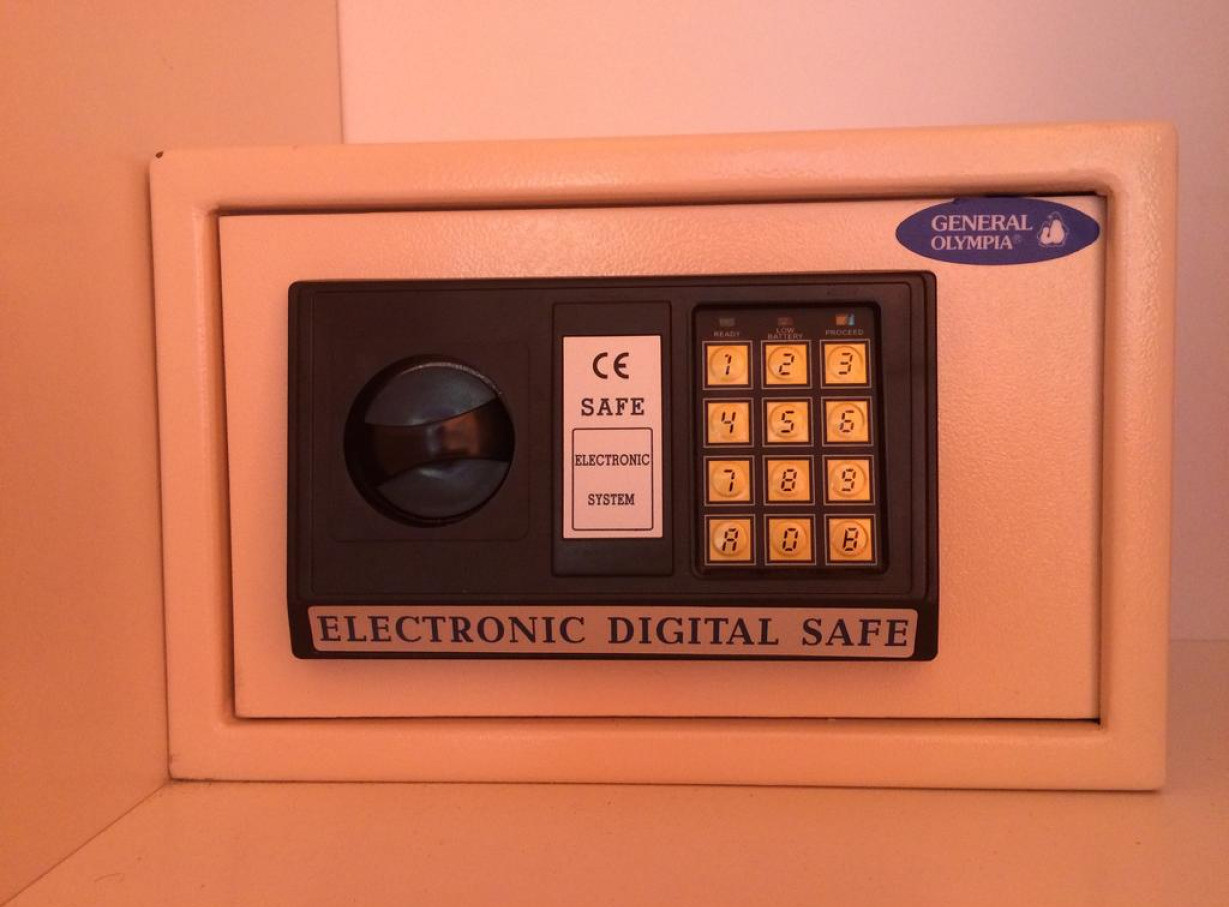 GENERAL
OLYMPIA®
READY
LOW
BATTERY
PROCEED
CE
SAFE
ELECTRONIC
SYSTEM
1 2 3
4 5 6
7 8 9
A 0 B
ELECTRONIC DIGITAL SAFE